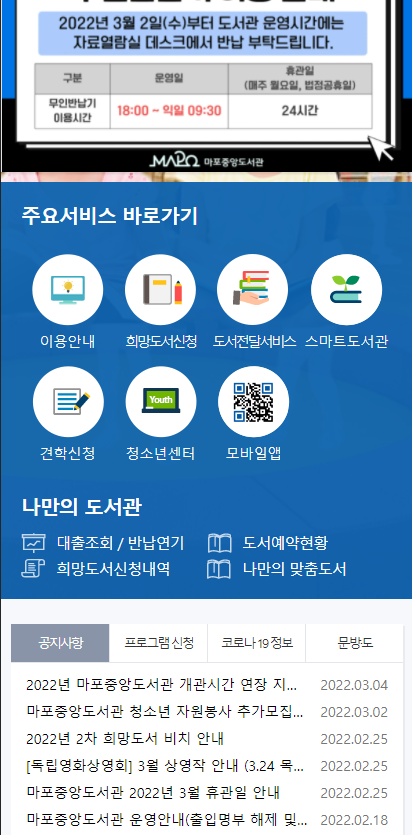 2022년 3월 2일(수)부터 도서관 운영시간에는
자료열람실 데스크에서 반납 부탁드립니다.
구분 운영일 휴관일
(매주 월요일, 법정공휴일)
무인반납기
이용시간 18:00 ~ 익일 09:30 24시간
MAPO 마포중앙도서관
주요서비스 바로가기
이용안내 희망도서신청 도서전달서비스 스마트도서관
Youth
견학신청 청소년센터 모바일앱
나만의 도서관
대출조회 / 반납연기 도서예약현황
희망도서신청내역 나만의 맞춤도서
공지사항 프로그램 신청 코로나 19 정보 문방도
2022년 마포중앙도서관 개관시간 연장 지... 2022.03.04
마포중앙도서관 청소년 자원봉사 추가모집... 2022.03.02
2022년 2차 희망도서 비치 안내 2022.02.25
[독립영화상영회] 3월 상영작 안내 (3.24 목... 2022.02.25
마포중앙도서관 2022년 3월 휴관일 안내 2022.02.25
마포중앙도서관 운영안내(출입명부 해제 및... 2022.02.18